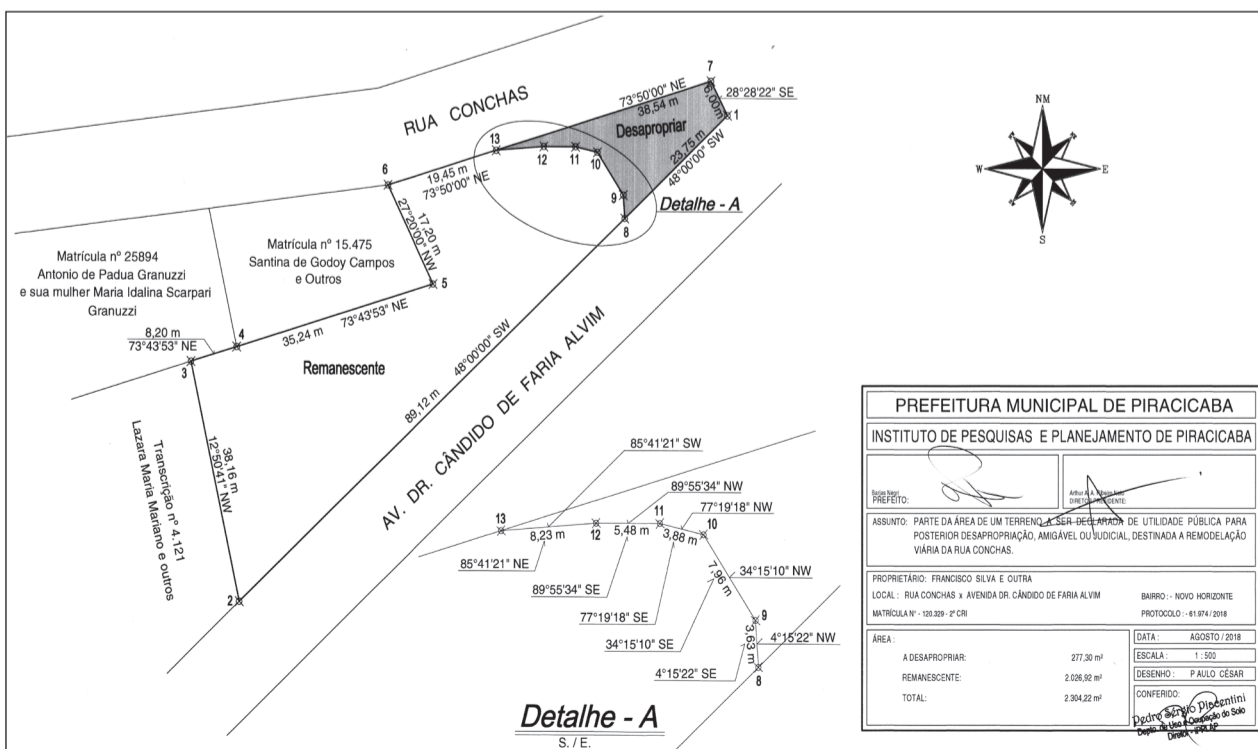 RUA CONCHAS
73°50'00" NE
38,54 m
7
6,00m
28°28'22" SE
1
Desapropriar
23,75 m
48°00'00" SW
13
12
11
10
9
8
Detalhe - A
6
19,45 m
73°50'00" NE
17,20 m
27°20'00" NW
5
Matrícula nº 25894
Antonio de Padua Granuzzi
e sua mulher Maria Idalina Scarpari
Granuzzi
Matrícula nº 15.475
Santina de Godoy Campos
e Outros
8,20 m
73°43'53" NE
4
3
35,24 m
73°43'53" NE
Remanescente
89,12 m
48°00'00" SW
AV. DR. CÂNDIDO DE FARIA ALVIM
38,16 m
12°50'41" NW
Transcrição nº 4.121
Lazara Maria Mariano e outros
2
NM
W
E
S
85°41'21" SW
89°55'34" NW
77°19'18" NW
13
12
11
10
8,23 m
5,48 m
3,88 m
85°41'21" NE
89°55'34" SE
77°19'18" SE
7,96 m
34°15'10" NW
34°15'10" SE
9
3,63 m
4°15'22" NW
4°15'22" SE
8
Detalhe - A
S. / E.
PREFEITURA MUNICIPAL DE PIRACICABA
INSTITUTO DE PESQUISAS E PLANEJAMENTO DE PIRACICABA
Barjas Negri
PREFEITO:
Arthur A. A. Ribeiro Neto
DIRETOR PRESIDENTE:
ASSUNTO: PARTE DA ÁREA DE UM TERRENO A SER DECLARADA DE UTILIDADE PÚBLICA PARA
POSTERIOR DESAPROPRIAÇÃO, AMIGÁVEL OU JUDICIAL, DESTINADA A REMODELAÇÃO
VIÁRIA DA RUA CONCHAS.
PROPRIETÁRIO: FRANCISCO SILVA E OUTRA
LOCAL : RUA CONCHAS x AVENIDA DR. CÂNDIDO DE FARIA ALVIM
BAIRRO : - NOVO HORIZONTE
MATRÍCULA Nº - 120.329 - 2º CRI
PROTOCOLO : - 61.974 / 2018
ÁREA :
A DESAPROPRIAR: 277,30 m²
REMANESCENTE: 2.026,92 m²
TOTAL: 2.304,22 m²
DATA : AGOSTO / 2018
ESCALA : 1 : 500
DESENHO : PAULO CÉSAR
CONFERIDO:
Pedro Sérgio Piacentini
Depto. de Uso e Ocupação do Solo
Diretor - IPPLAP